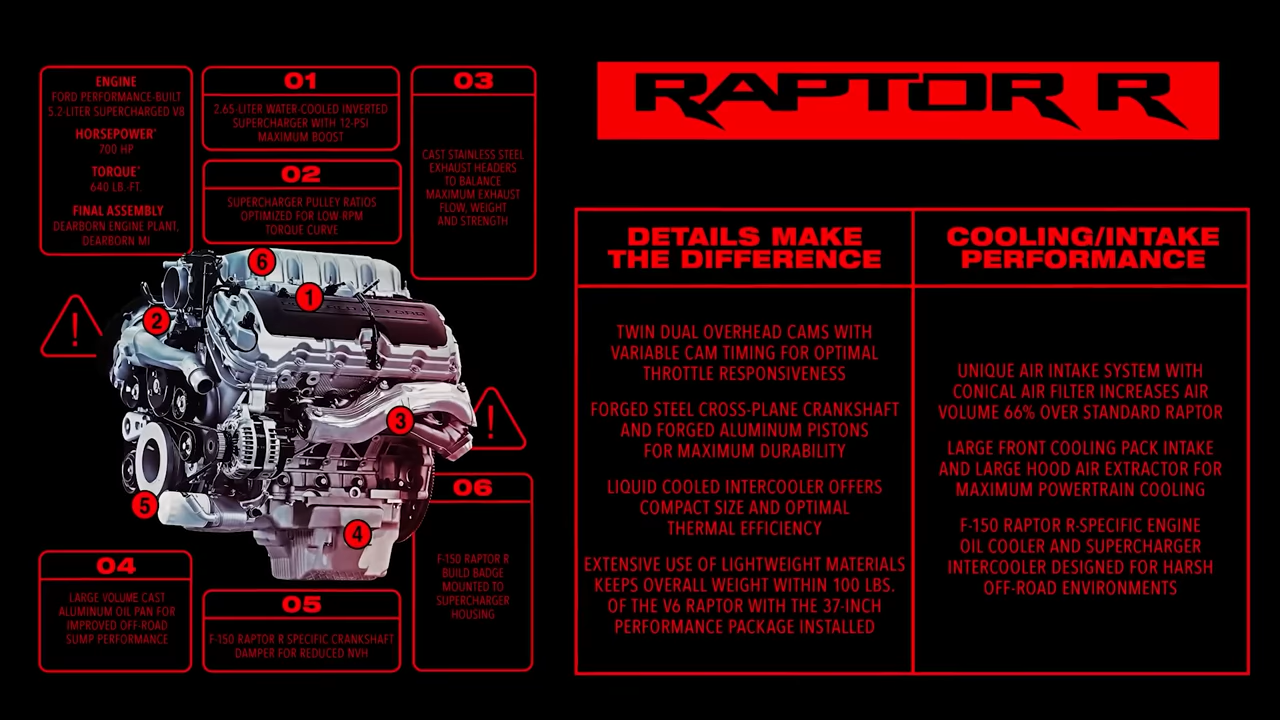 ENGINE
FORD PERFORMANCE-BUILT
5.2-LITER SUPERCHARGED V8
HORSEPOWER*
700 HP
TORQUE*
640 LB.-FT.
FINAL ASSEMBLY
DEARBORN ENGINE PLANT,
DEARBORN MI
01
2.65-LITER WATER-COOLED INVERTED
SUPERCHARGER WITH 12-PSI
MAXIMUM BOOST
02
SUPERCHARGER PULLEY RATIOS
OPTIMIZED FOR LOW RPM
TORQUE CURVE
03
CAST STAINLESS STEEL
EXHAUST HEADERS
TO BALANCE
MAXIMUM EXHAUST
FLOW, WEIGHT
AND STRENGTH
6
1
2
!
3
!
5
4
04
LARGE VOLUME CAST
ALUMINUM OIL PAN FOR
IMPROVED OFF-ROAD
SUMP PERFORMANCE
05
F-150 RAPTOR R SPECIFIC CRANKSHAFT
DAMPER FOR REDUCED NVH
06
F-150 RAPTOR R
BUILD BADGE
MOUNTED TO
SUPERCHARGER
HOUSING
RAPTOR R
DETAILS MAKE
THE DIFFERENCE
TWIN DUAL OVERHEAD CAMS WITH
VARIABLE CAM TIMING FOR OPTIMAL
THROTTLE RESPONSIVENESS
FORGED STEEL CROSS-PLANE CRANKSHAFT
AND FORGED ALUMINUM PISTONS
FOR MAXIMUM DURABILITY
LIQUID COOLED INTERCOOLER OFFERS
COMPACT SIZE AND OPTIMAL
THERMAL EFFICIENCY
EXTENSIVE USE OF LIGHTWEIGHT MATERIALS
KEEPS OVERALL WEIGHT WITHIN 100 LBS.
OF THE V6 RAPTOR WITH THE 37-INCH
PERFORMANCE PACKAGE INSTALLED
COOLING/INTAKE
PERFORMANCE
UNIQUE AIR INTAKE SYSTEM WITH
CONICAL AIR FILTER INCREASES AIR
VOLUME 66% OVER STANDARD RAPTOR
LARGE FRONT COOLING PACK INTAKE
AND LARGE HOOD AIR EXTRACTOR FOR
MAXIMUM POWERTRAIN COOLING
F-150 RAPTOR R-SPECIFIC ENGINE
OIL COOLER AND SUPERCHARGER
INTERCOOLER DESIGNED FOR HARSH
OFF-ROAD ENVIRONMENTS